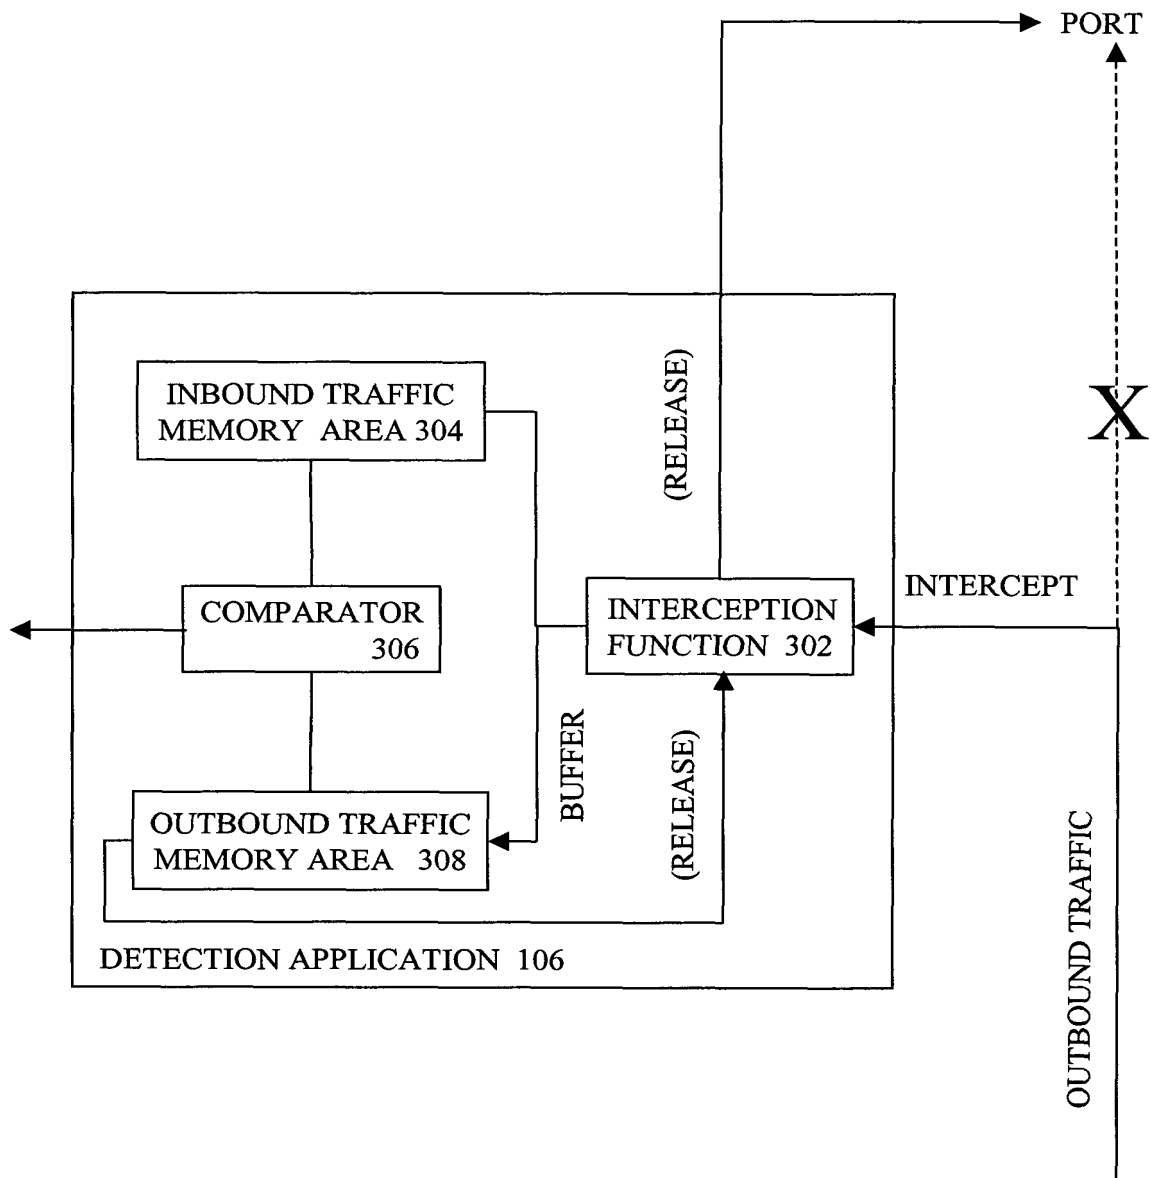 PORT
INBOUND TRAFFIC
MEMORY AREA 304
(RELEASE)
X
INTERCEPT
COMPARATOR
306
INTERCEPTION
FUNCTION 302
BUFFER
(RELEASE)
OUTBOUND TRAFFIC
MEMORY AREA 308
OUTBOUND TRAFFIC
DETECTION APPLICATION 106